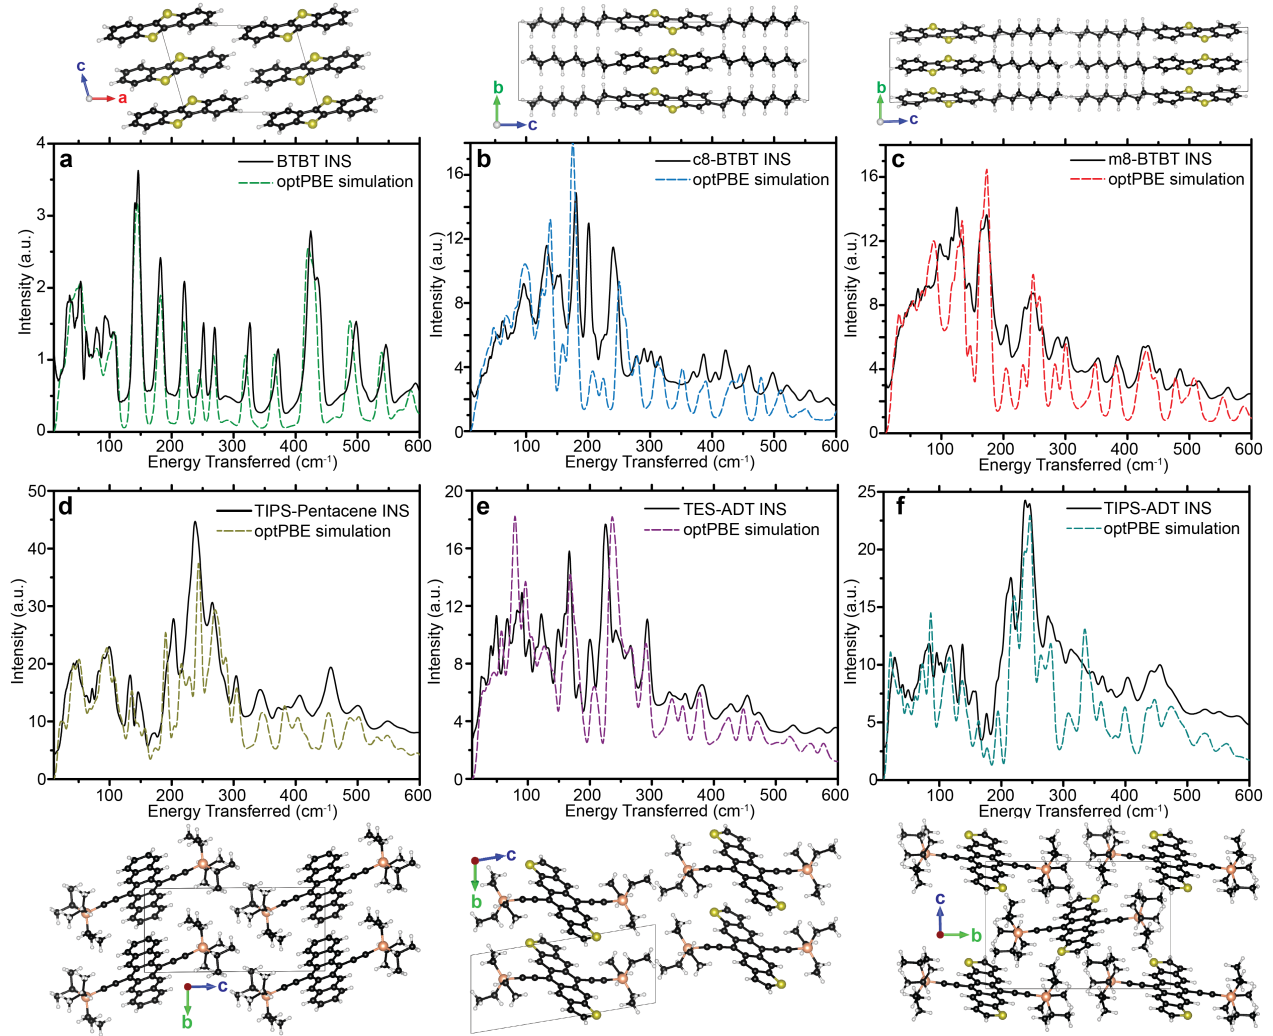 c
a
b
c
b
c
a
BTBT INS
optPBE simulation
Intensity (a.u.)
4
3
2
1
0
100 200 300 400 500 600
Energy Transferred (cm⁻¹)
b
c8-BTBT INS
optPBE simulation
Intensity (a.u.)
16
12
8
4
0
100 200 300 400 500 600
Energy Transferred (cm⁻¹)
c
m8-BTBT INS
optPBE simulation
Intensity (a.u.)
16
12
8
4
0
100 200 300 400 500 600
Energy Transferred (cm⁻¹)
d
TIPS-Pentacene INS
optPBE simulation
Intensity (a.u.)
50
40
30
20
10
0
100 200 300 400 500 600
Energy Transferred (cm⁻¹)
e
TES-ADT INS
optPBE simulation
Intensity (a.u.)
20
16
12
8
4
0
100 200 300 400 500 600
Energy Transferred (cm⁻¹)
f
TIPS-ADT INS
optPBE simulation
Intensity (a.u.)
25
20
15
10
5
0
100 200 300 400 500 600
Energy Transferred (cm⁻¹)
c
b
c
b
c
b